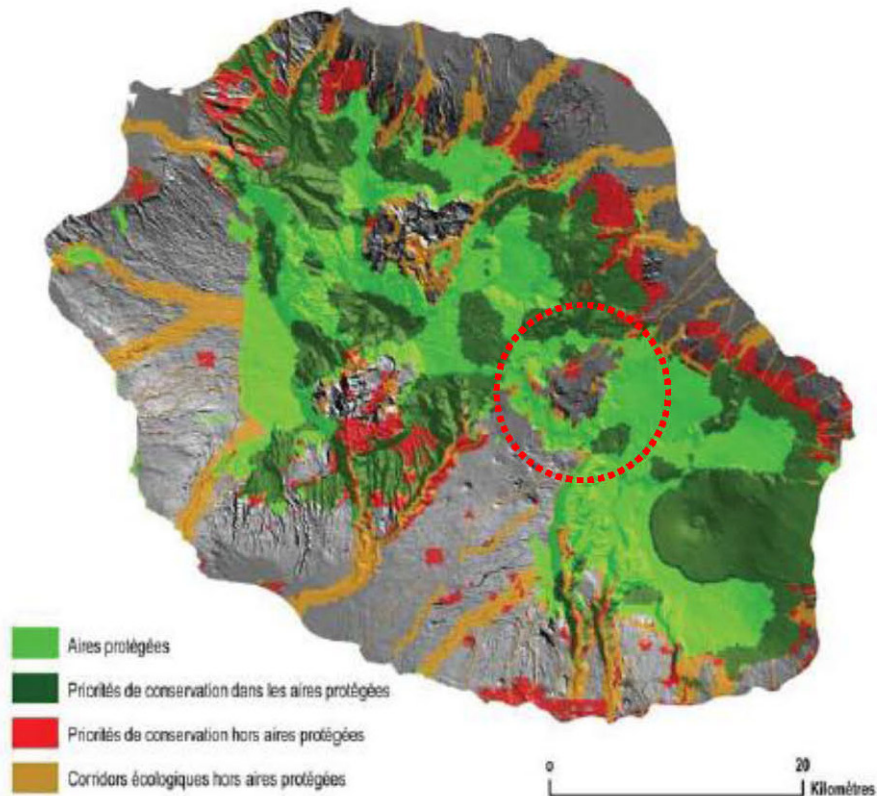 Aires protégées
Priorités de conservation dans les aires protégées
Priorités de conservation hors aires protégées
Corridors écologiques hors aires protégées
0 20
Kilomètres